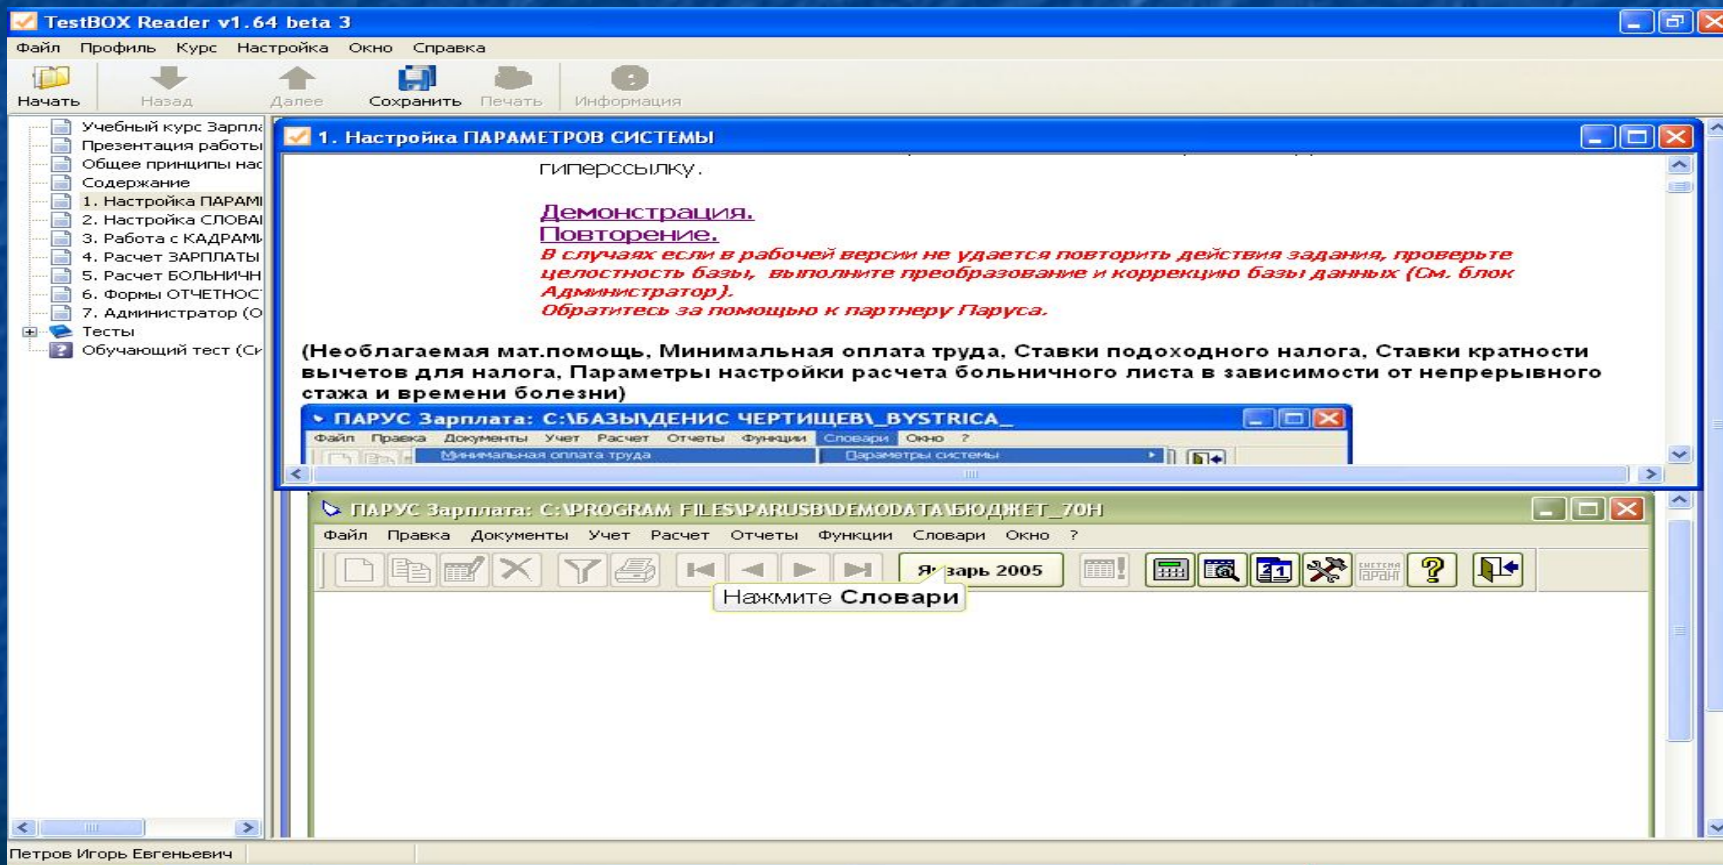 TestBOX Reader v1.64 beta 3
Файл Профиль Курс Настройка Окно Справка
Начать Назад Далее Сохранить Печать Информация
Учебный курс Зарпл
Презентация работы
Общее принципы нас
Содержание
1. Настройка ПАРАМ
2. Настройка СЛОВА
3. Работа с КАДРАМ
4. Расчет ЗАРПЛАТЫ
5. Расчет БОЛЬНИЧН
6. Формы ОТЧЕТНОС
7. Администратор (О
Тесты
Обучающий тест (Си
1. Настройка ПАРАМЕТРОВ СИСТЕМЫ
гиперссылку.
Демонстрация.
Повторение.
В случаях если в рабочей версии не удается повторить действия задания, проверьте
целостность базы, выполните преобразование и коррекцию базы данных (См. блок
Администратор).
Обратитесь за помощью к партнеру Паруса.
(Необлагаемая мат.помощь, Минимальная оплата труда, Ставки подоходного налога, Ставки кратности
вычетов для налога, Параметры настройки расчета больничного листа в зависимости от непрерывного
стажа и времени болезни)
ПАРУС Зарплата: C:\БАЗЫ\ДЕНИС ЧЕРТИЩЕВ\_BYSTRICA_
Файл Правка Документы Учет Расчет Отчеты Функции Словари Окно ?
Минимальная оплата труда Параметры системы
ПАРУС Зарплата: C:\PROGRAM FILES\PARUSB\DEMODATA\БЮДЖЕТ_70Н
Файл Правка Документы Учет Расчет Отчеты Функции Словари Окно ?
Январь 2005
Нажмите Словари
Петров Игорь Евгеньевич